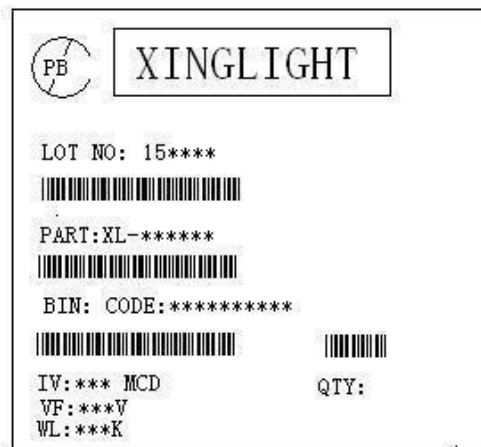 PB XINGLIGHT
LOT NO: 15****
PART:XL-******
BIN: CODE:**********
IV:*** MCD QTY:
VF:***V
WL:***K